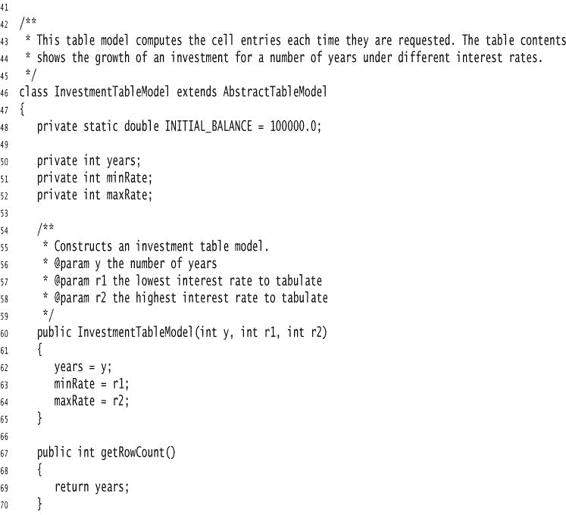 41
42 /**
43  * This table model computes the cell entries each time they are requested. The table contents
44  * shows the growth of an investment for a number of years under different interest rates.
45  */
46 class InvestmentTableModel extends AbstractTableModel
47 {
48    private static double INITIAL_BALANCE = 100000.0;
49
50    private int years;
51    private int minRate;
52    private int maxRate;
53
54    /**
55     * Constructs an investment table model.
56     * @param y the number of years
57     * @param r1 the lowest interest rate to tabulate
58     * @param r2 the highest interest rate to tabulate
59     */
60    public InvestmentTableModel(int y, int r1, int r2)
61    {
62       years = y;
63       minRate = r1;
64       maxRate = r2;
65    }
66
67    public int getRowCount()
68    {
69       return years;
70    }